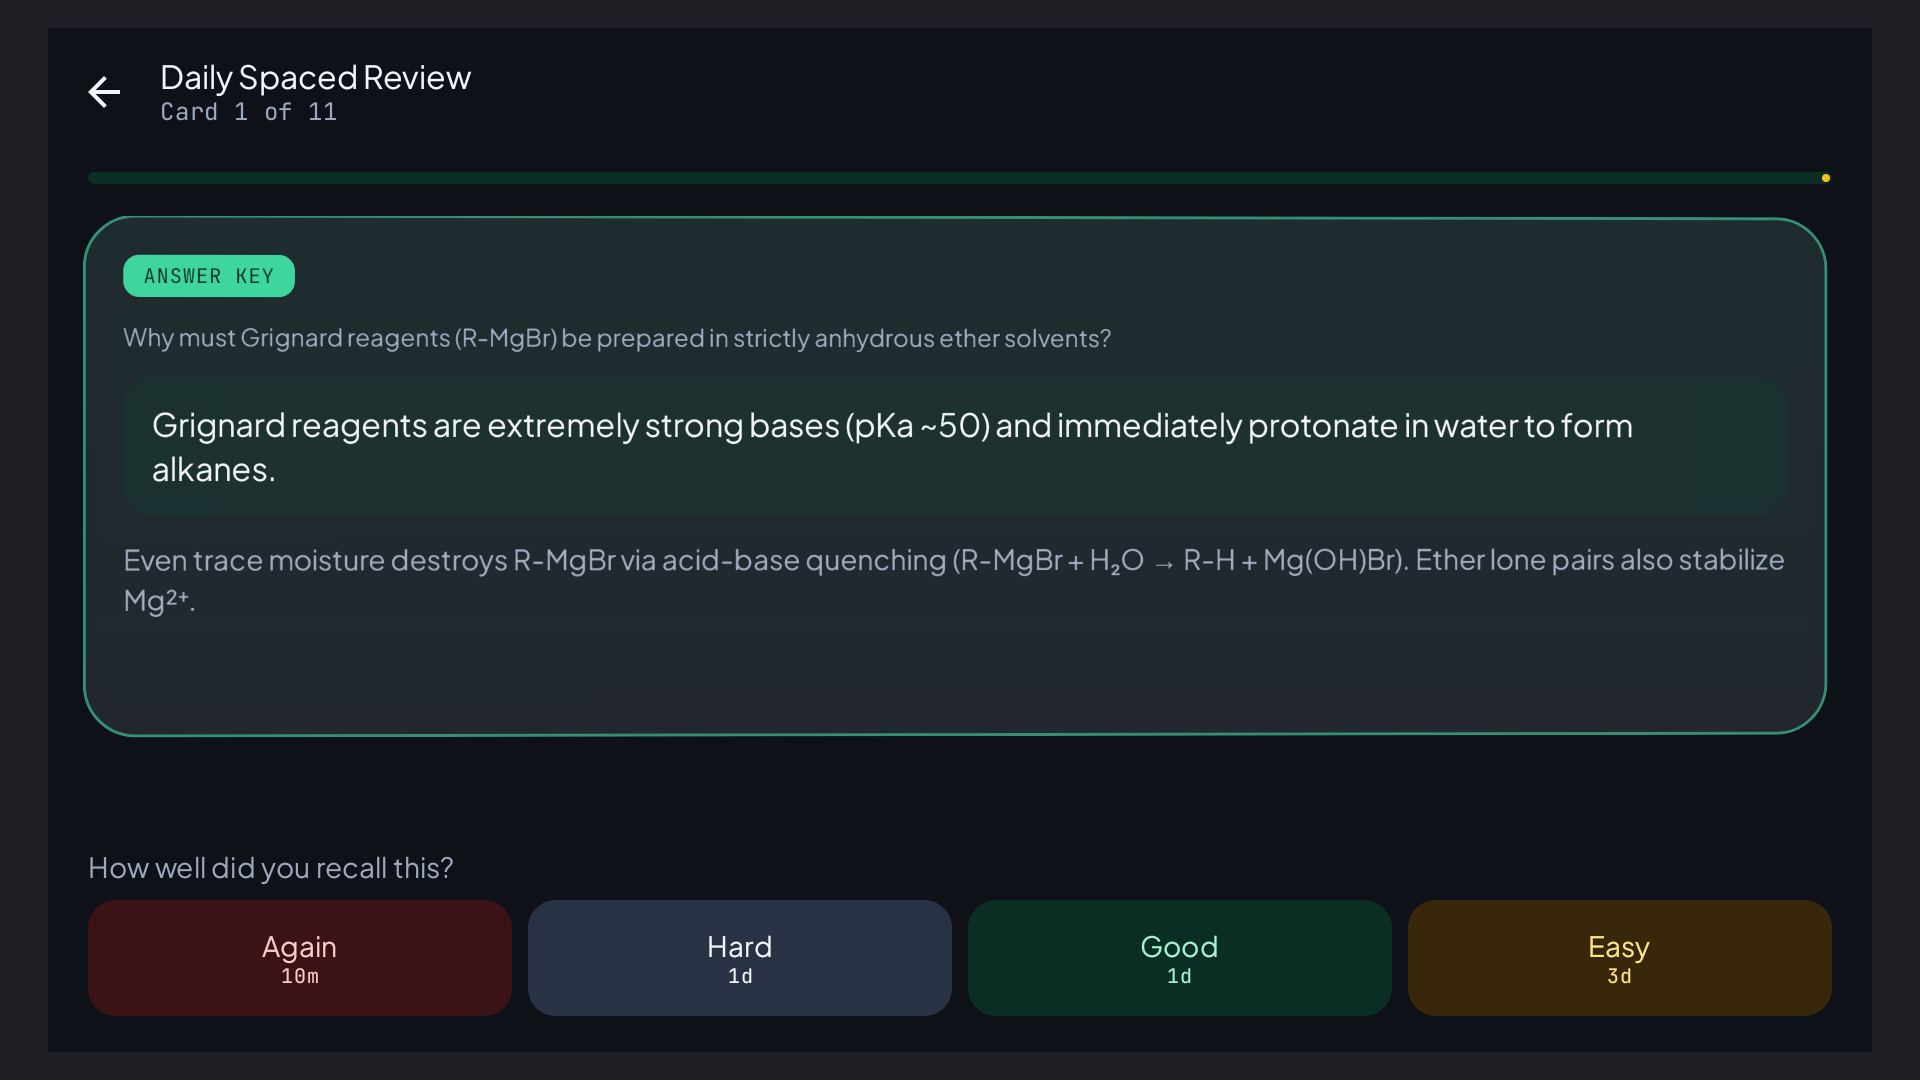 Daily Spaced Review
Card 1 of 11
ANSWER KEY
Why must Grignard reagents (R-MgBr) be prepared in strictly anhydrous ether solvents?
Grignard reagents are extremely strong bases (pKa ~50) and immediately protonate in water to form
alkanes.
Even trace moisture destroys R-MgBr via acid-base quenching (R-MgBr + H₂O → R-H + Mg(OH)Br). Ether lone pairs also stabilize
Mg²⁺.
How well did you recall this?
Again
10m
Hard
1d
Good
1d
Easy
3d